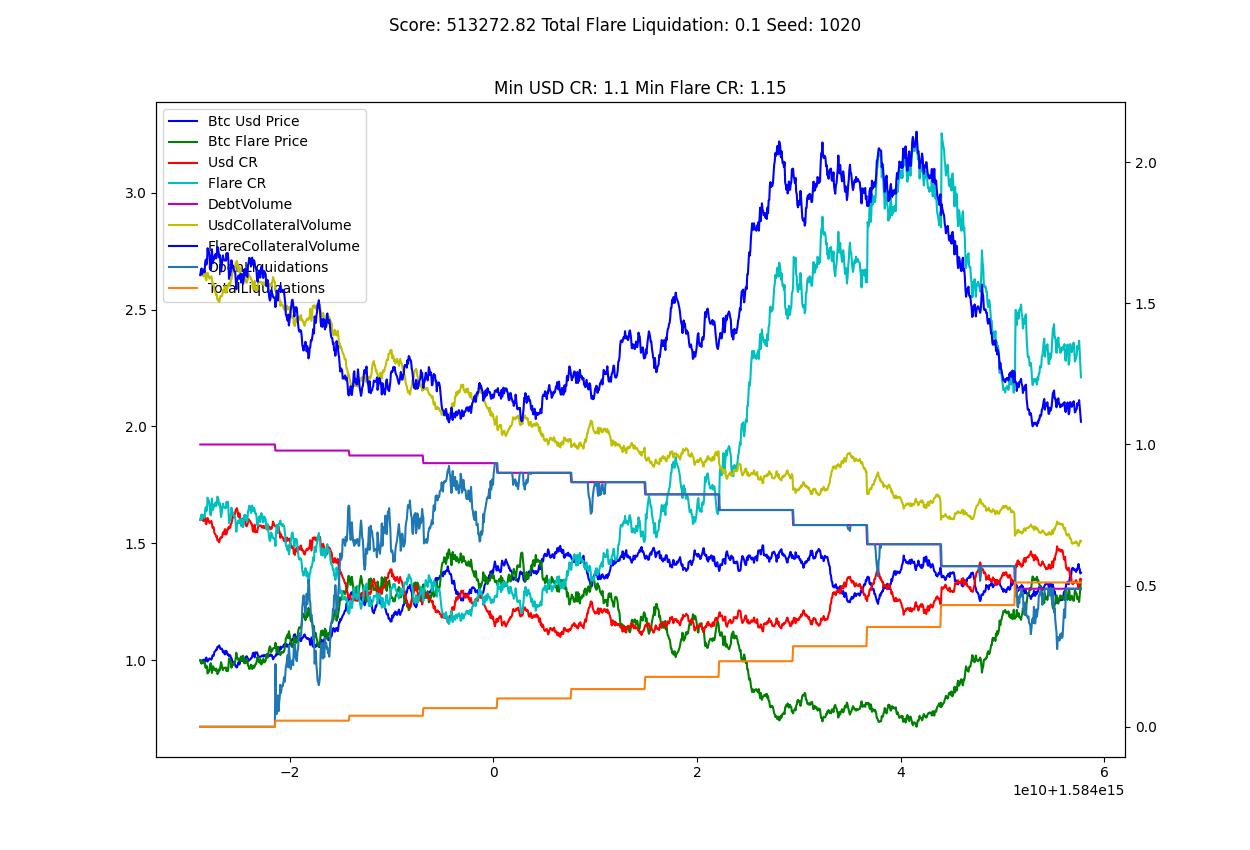 Score: 513272.82 Total Flare Liquidation: 0.1 Seed: 1020
Min USD CR: 1.1 Min Flare CR: 1.15
Btc Usd Price
Btc Flare Price
Usd CR
Flare CR
DebtVolume
UsdCollateralVolume
FlareCollateralVolume
OpenLiquidations
TotalLiquidations
3.0
2.5
2.0
1.5
1.0
2.0
1.5
1.0
0.5
0.0
−2
0
2
4
6
1e10+1.584e15